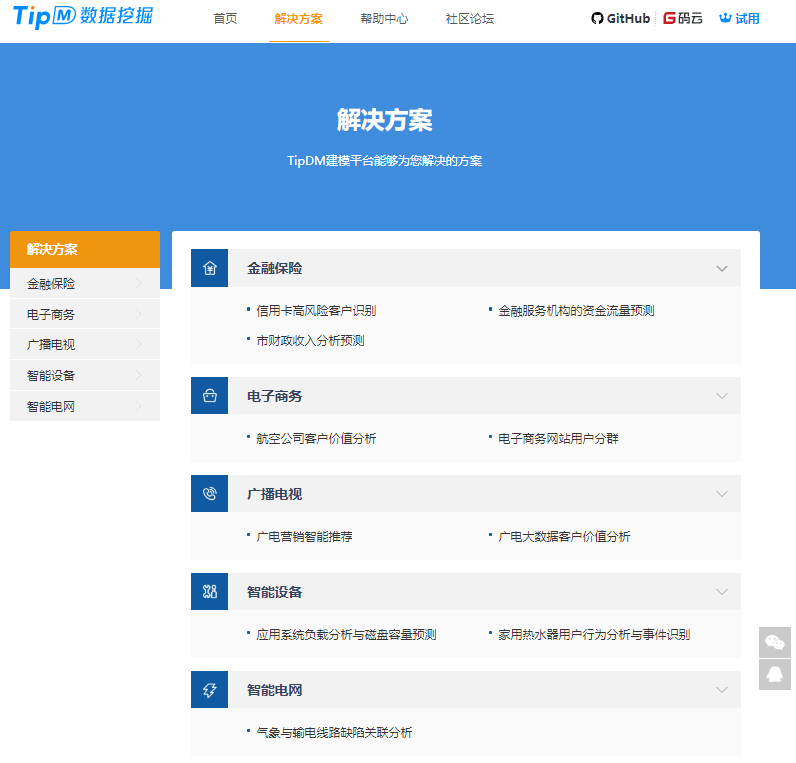 TipDM 数据挖掘
首页 解决方案 帮助中心 社区论坛
GitHub 码云 试用
解决方案
TipDM建模平台能够为您解决的方案
解决方案
金融保险
电子商务
广播电视
智能设备
智能电网
金融保险
信用卡高风险客户识别
金融服务机构的资金流量预测
市财政收入分析预测
电子商务
航空公司客户价值分析
电子商务网站用户分群
广播电视
广电营销智能推荐
广电大数据客户价值分析
智能设备
应用系统负载分析与磁盘容量预测
家用热水器用户行为分析与事件识别
智能电网
气象与输电线路缺陷关联分析